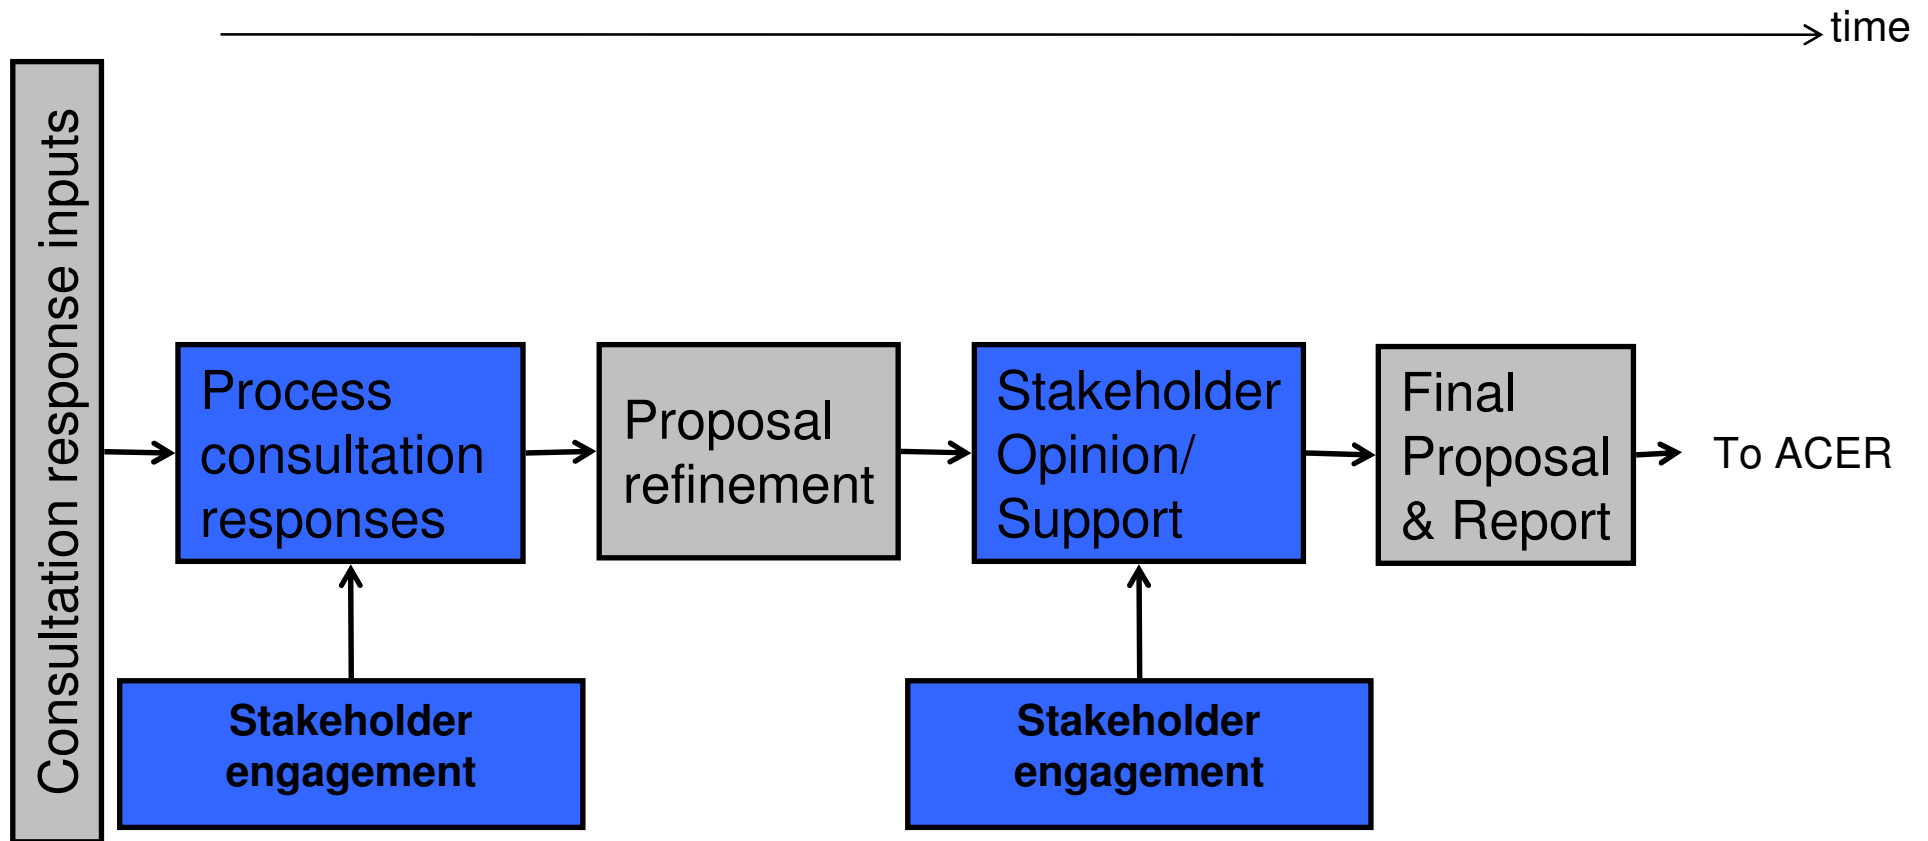 time
Consultation response inputs
Process
consultation
responses
Proposal
refinement
Stakeholder
Opinion/
Support
Final
Proposal
& Report
To ACER
Stakeholder
engagement
Stakeholder
engagement